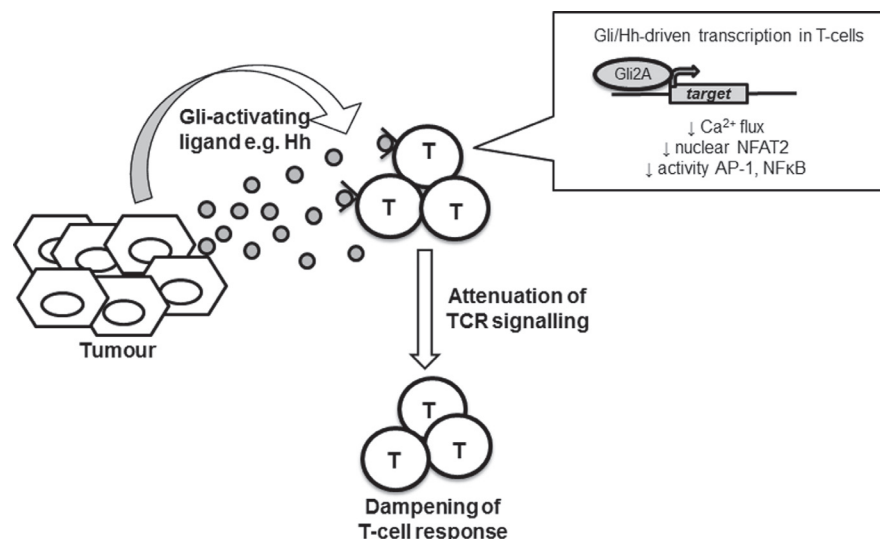 Gli/Hh-driven transcription in T-cells
Gli2A
target
↓ Ca²⁺ flux
↓ nuclear NFAT2
↓ activity AP-1, NFκB
Gli-activating
ligand e.g. Hh
T
T
T
Tumour
Attenuation of
TCR signalling
T
T
T
Dampening of
T-cell response